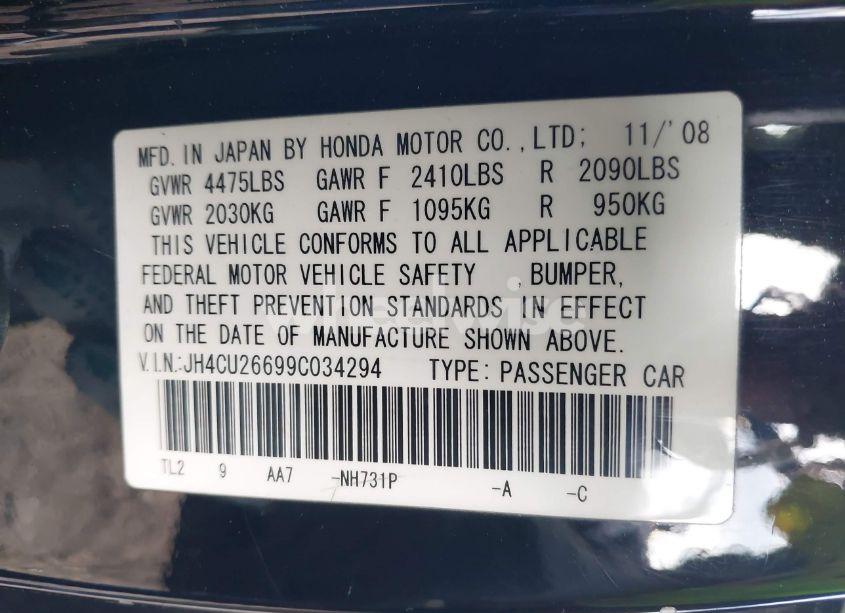 MFD. IN JAPAN BY HONDA MOTOR CO.,LTD; 11/'08
GVWR 4475LBS GAWR F 2410LBS R 2090LBS
GVWR 2030KG GAWR F 1095KG R 950KG
THIS VEHICLE CONFORMS TO ALL APPLICABLE
FEDERAL MOTOR VEHICLE SAFETY , BUMPER,
AND THEFT PREVENTION STANDARDS IN EFFECT
ON THE DATE OF MANUFACTURE SHOWN ABOVE.
V.I.N.:JH4CU26699C034294 TYPE: PASSENGER CAR
TL2 9 AA7 -NH731P -A -C